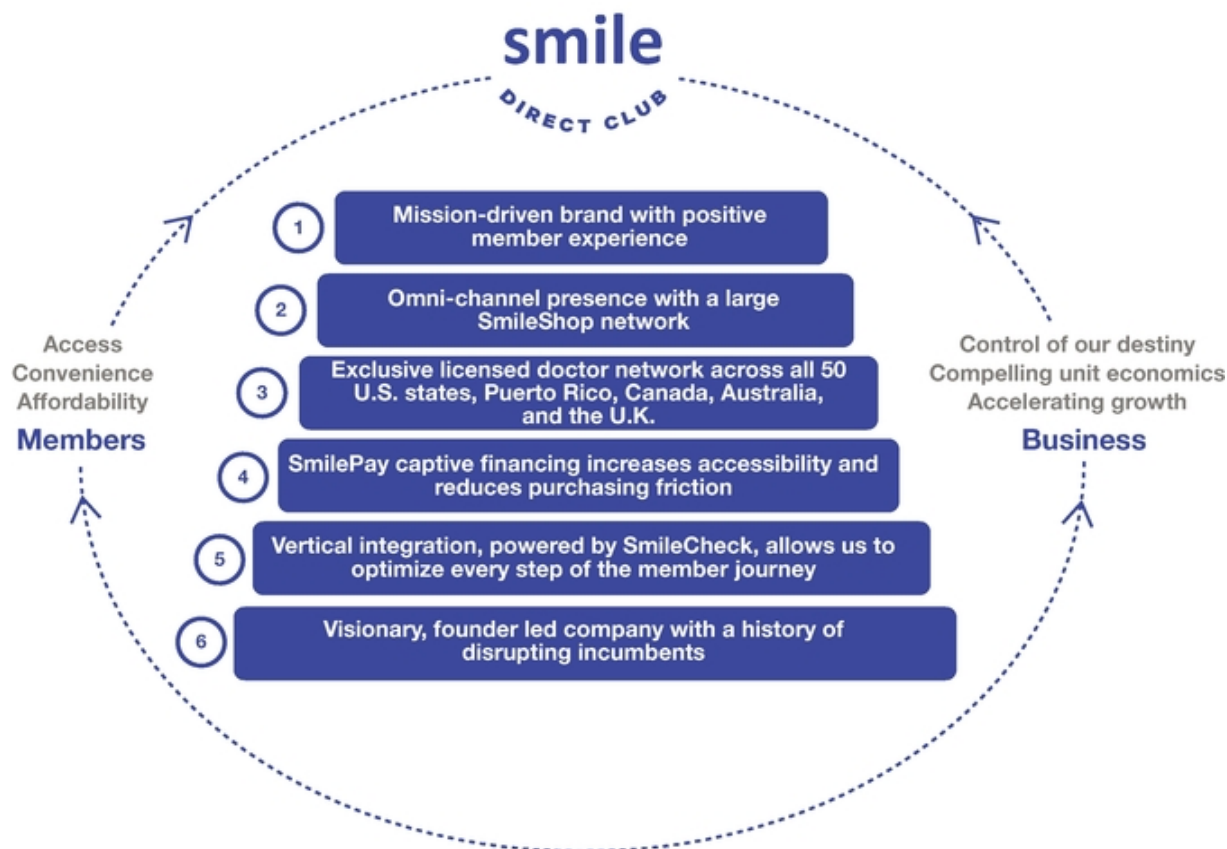 smile
DIRECT CLUB
1
Mission-driven brand with positive
member experience
2
Omni-channel presence with a large
SmileShop network
3
Exclusive licensed doctor network across all 50
U.S. states, Puerto Rico, Canada, Australia,
and the U.K.
4
SmilePay captive financing increases accessibility and
reduces purchasing friction
5
Vertical integration, powered by SmileCheck, allows us to
optimize every step of the member journey
6
Visionary, founder led company with a history of
disrupting incumbents
Access
Convenience
Affordability
Members
Control of our destiny
Compelling unit economics
Accelerating growth
Business